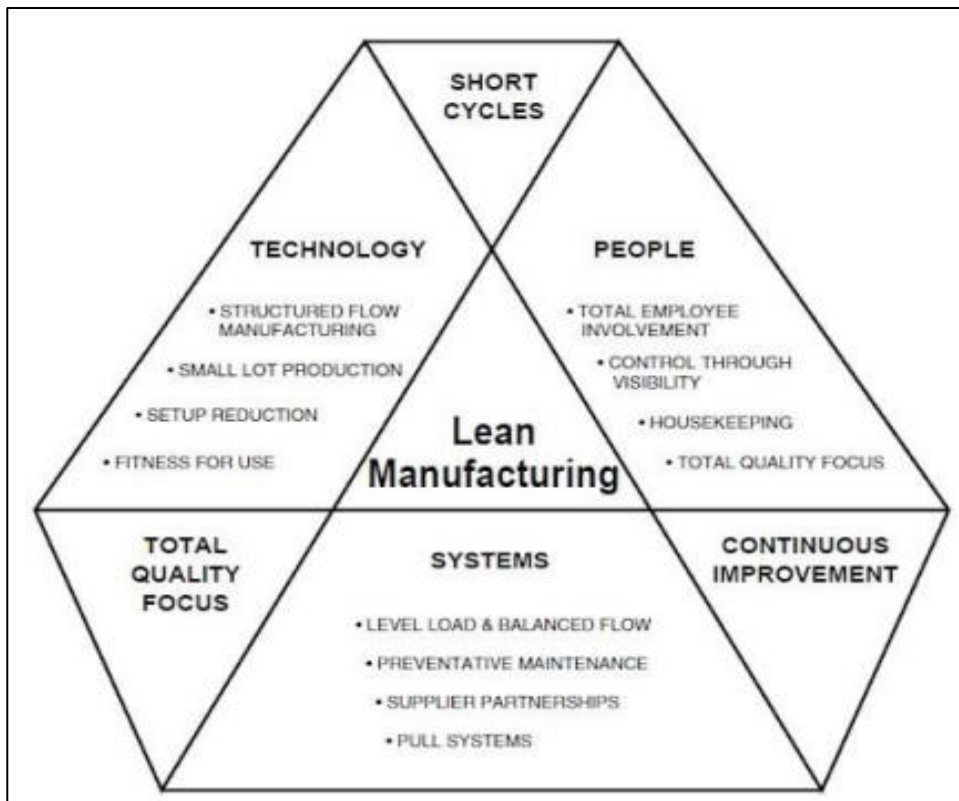 SHORT
CYCLES
TECHNOLOGY
• STRUCTURED FLOW
MANUFACTURING
• SMALL LOT PRODUCTION
• SETUP REDUCTION
• FITNESS FOR USE
PEOPLE
• TOTAL EMPLOYEE
INVOLVEMENT
• CONTROL THROUGH
VISIBILITY
• HOUSEKEEPING
• TOTAL QUALITY FOCUS
Lean
Manufacturing
TOTAL
QUALITY
FOCUS
SYSTEMS
• LEVEL LOAD & BALANCED FLOW
• PREVENTATIVE MAINTENANCE
• SUPPLIER PARTNERSHIPS
• PULL SYSTEMS
CONTINUOUS
IMPROVEMENT